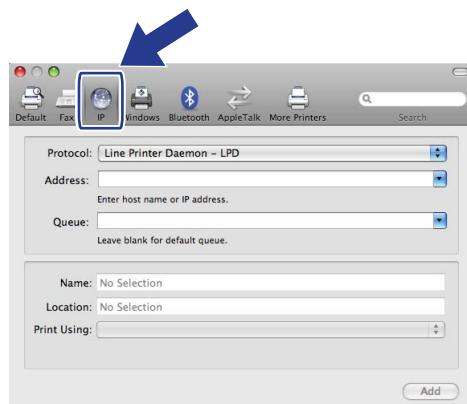 Default Fax IP Windows Bluetooth AppleTalk More Printers Search
Protocol: Line Printer Daemon – LPD
Address:
Enter host name or IP address.
Queue:
Leave blank for default queue.
Name: No Selection
Location: No Selection
Print Using:
Add